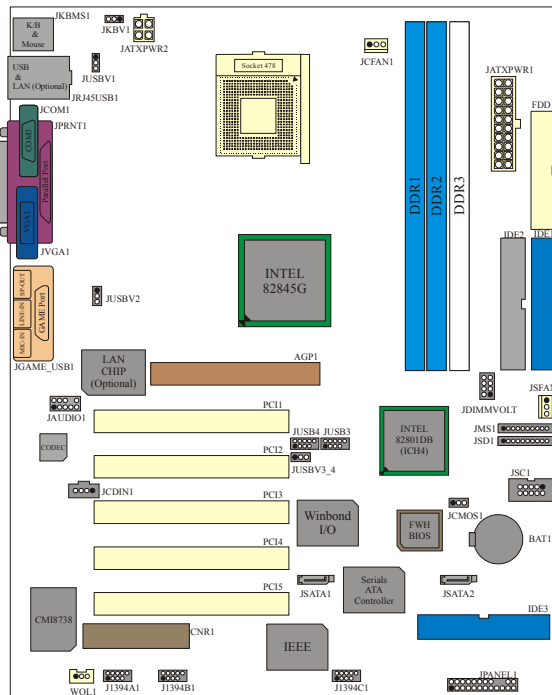 JKBMS1
K/B
&
Mouse
JKBV1
JATXPWR2
JUSBV1
USB
&
LAN (Optional)
JRJ45USB1
JCOM1
JPRNT1
COM1
Parallel Port
VGA1
JVGA1
Socket 478
JCFAN1
JATXPWR1
FDD
DDR1
DDR2
DDR3
IDE2
IDE1
SP-OUT
LINE-IN
MIC-IN
GAME Port
JGAME_USB1
JUSBV2
INTEL
82845G
LAN
CHIP
(Optional)
AGP1
JDIMMVOLT
JSFAN
JAUDIO1
PCI1
JUSB4
JUSB3
INTEL
82801DB
(ICH4)
JMS1
JSD1
CODEC
PCI2
JUSBV3_4
JCDIN1
PCI3
JSC1
Winbond
I/O
FWH
BIOS
JCMOS1
BAT1
PCI4
JSATA1
Serials
ATA
Controller
JSATA2
PCI5
CMI8738
CNR1
IEEE
IDE3
WOL1
J1394A1
J1394B1
J1394C1
JPANEL1